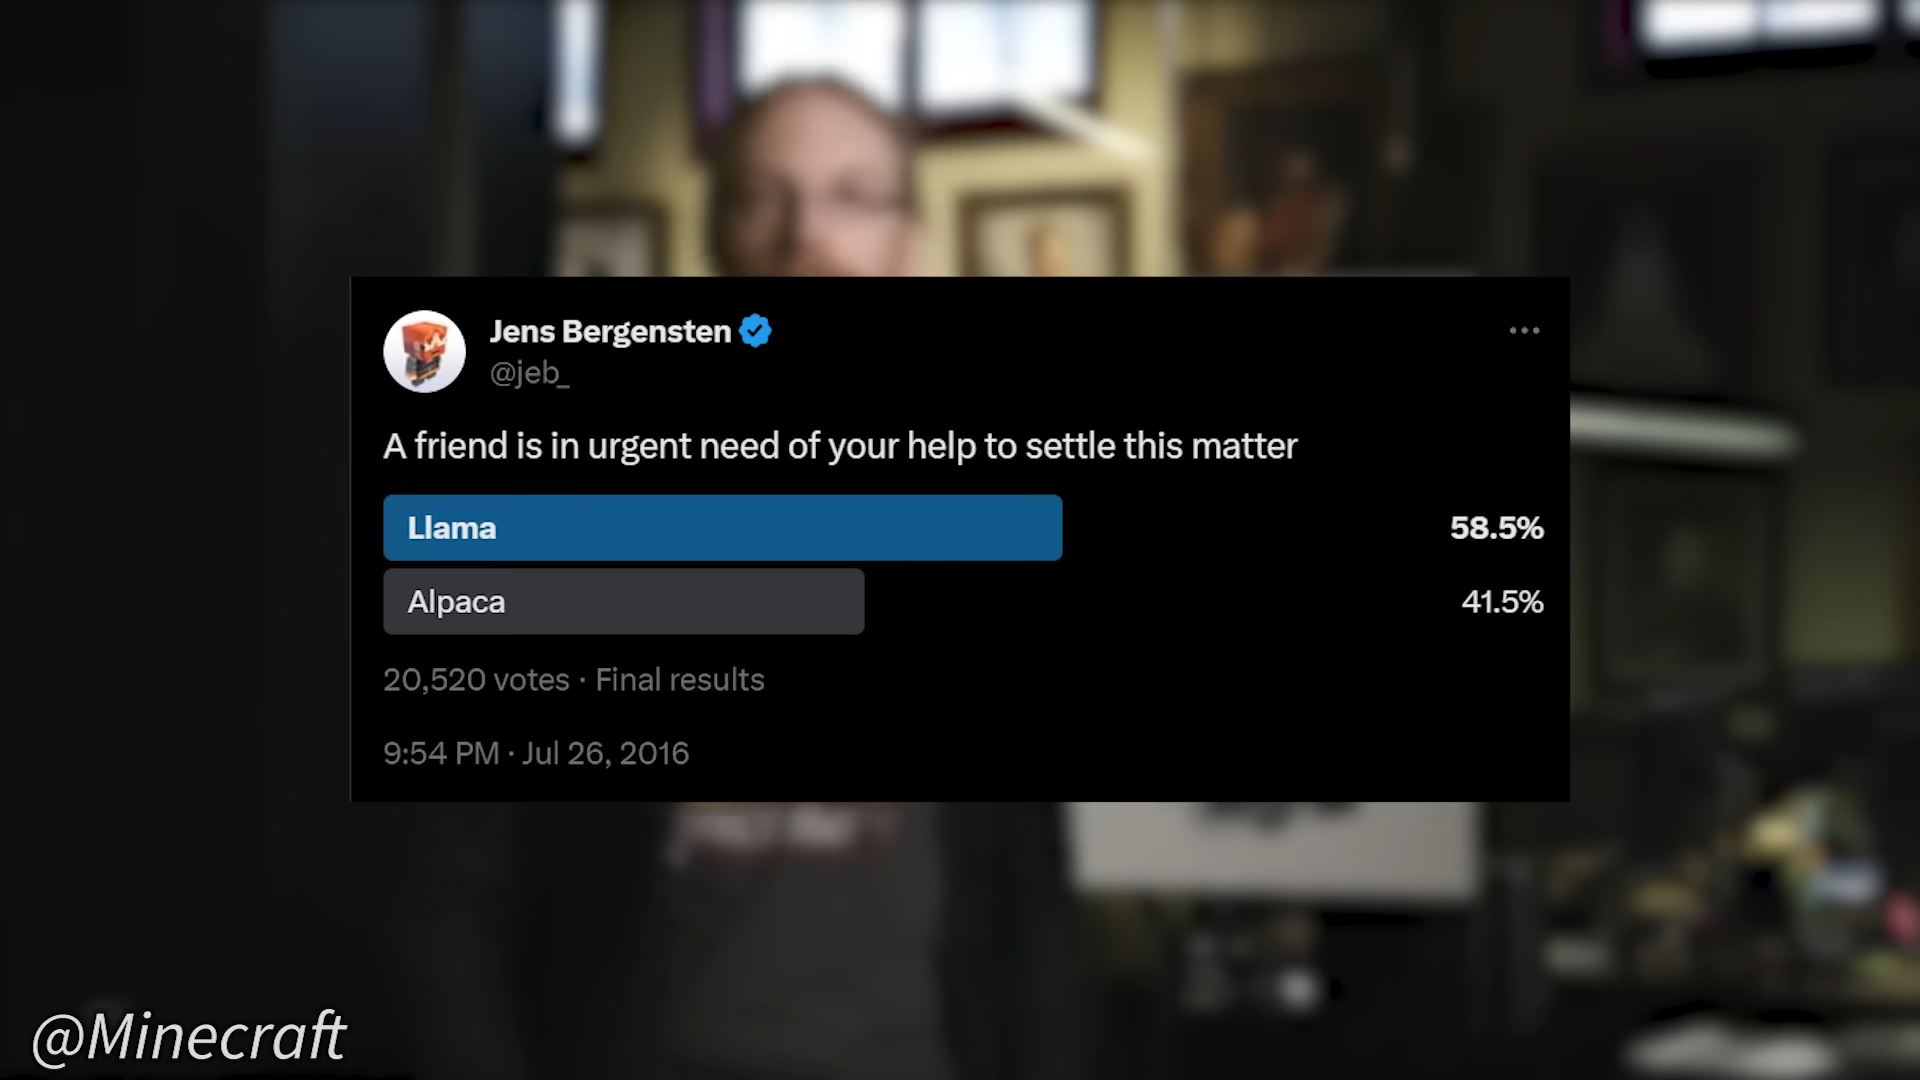 Jens Bergensten
@jeb_
A friend is in urgent need of your help to settle this matter
Llama 58.5%
Alpaca 41.5%
20,520 votes · Final results
9:54 PM · Jul 26, 2016
@Minecraft